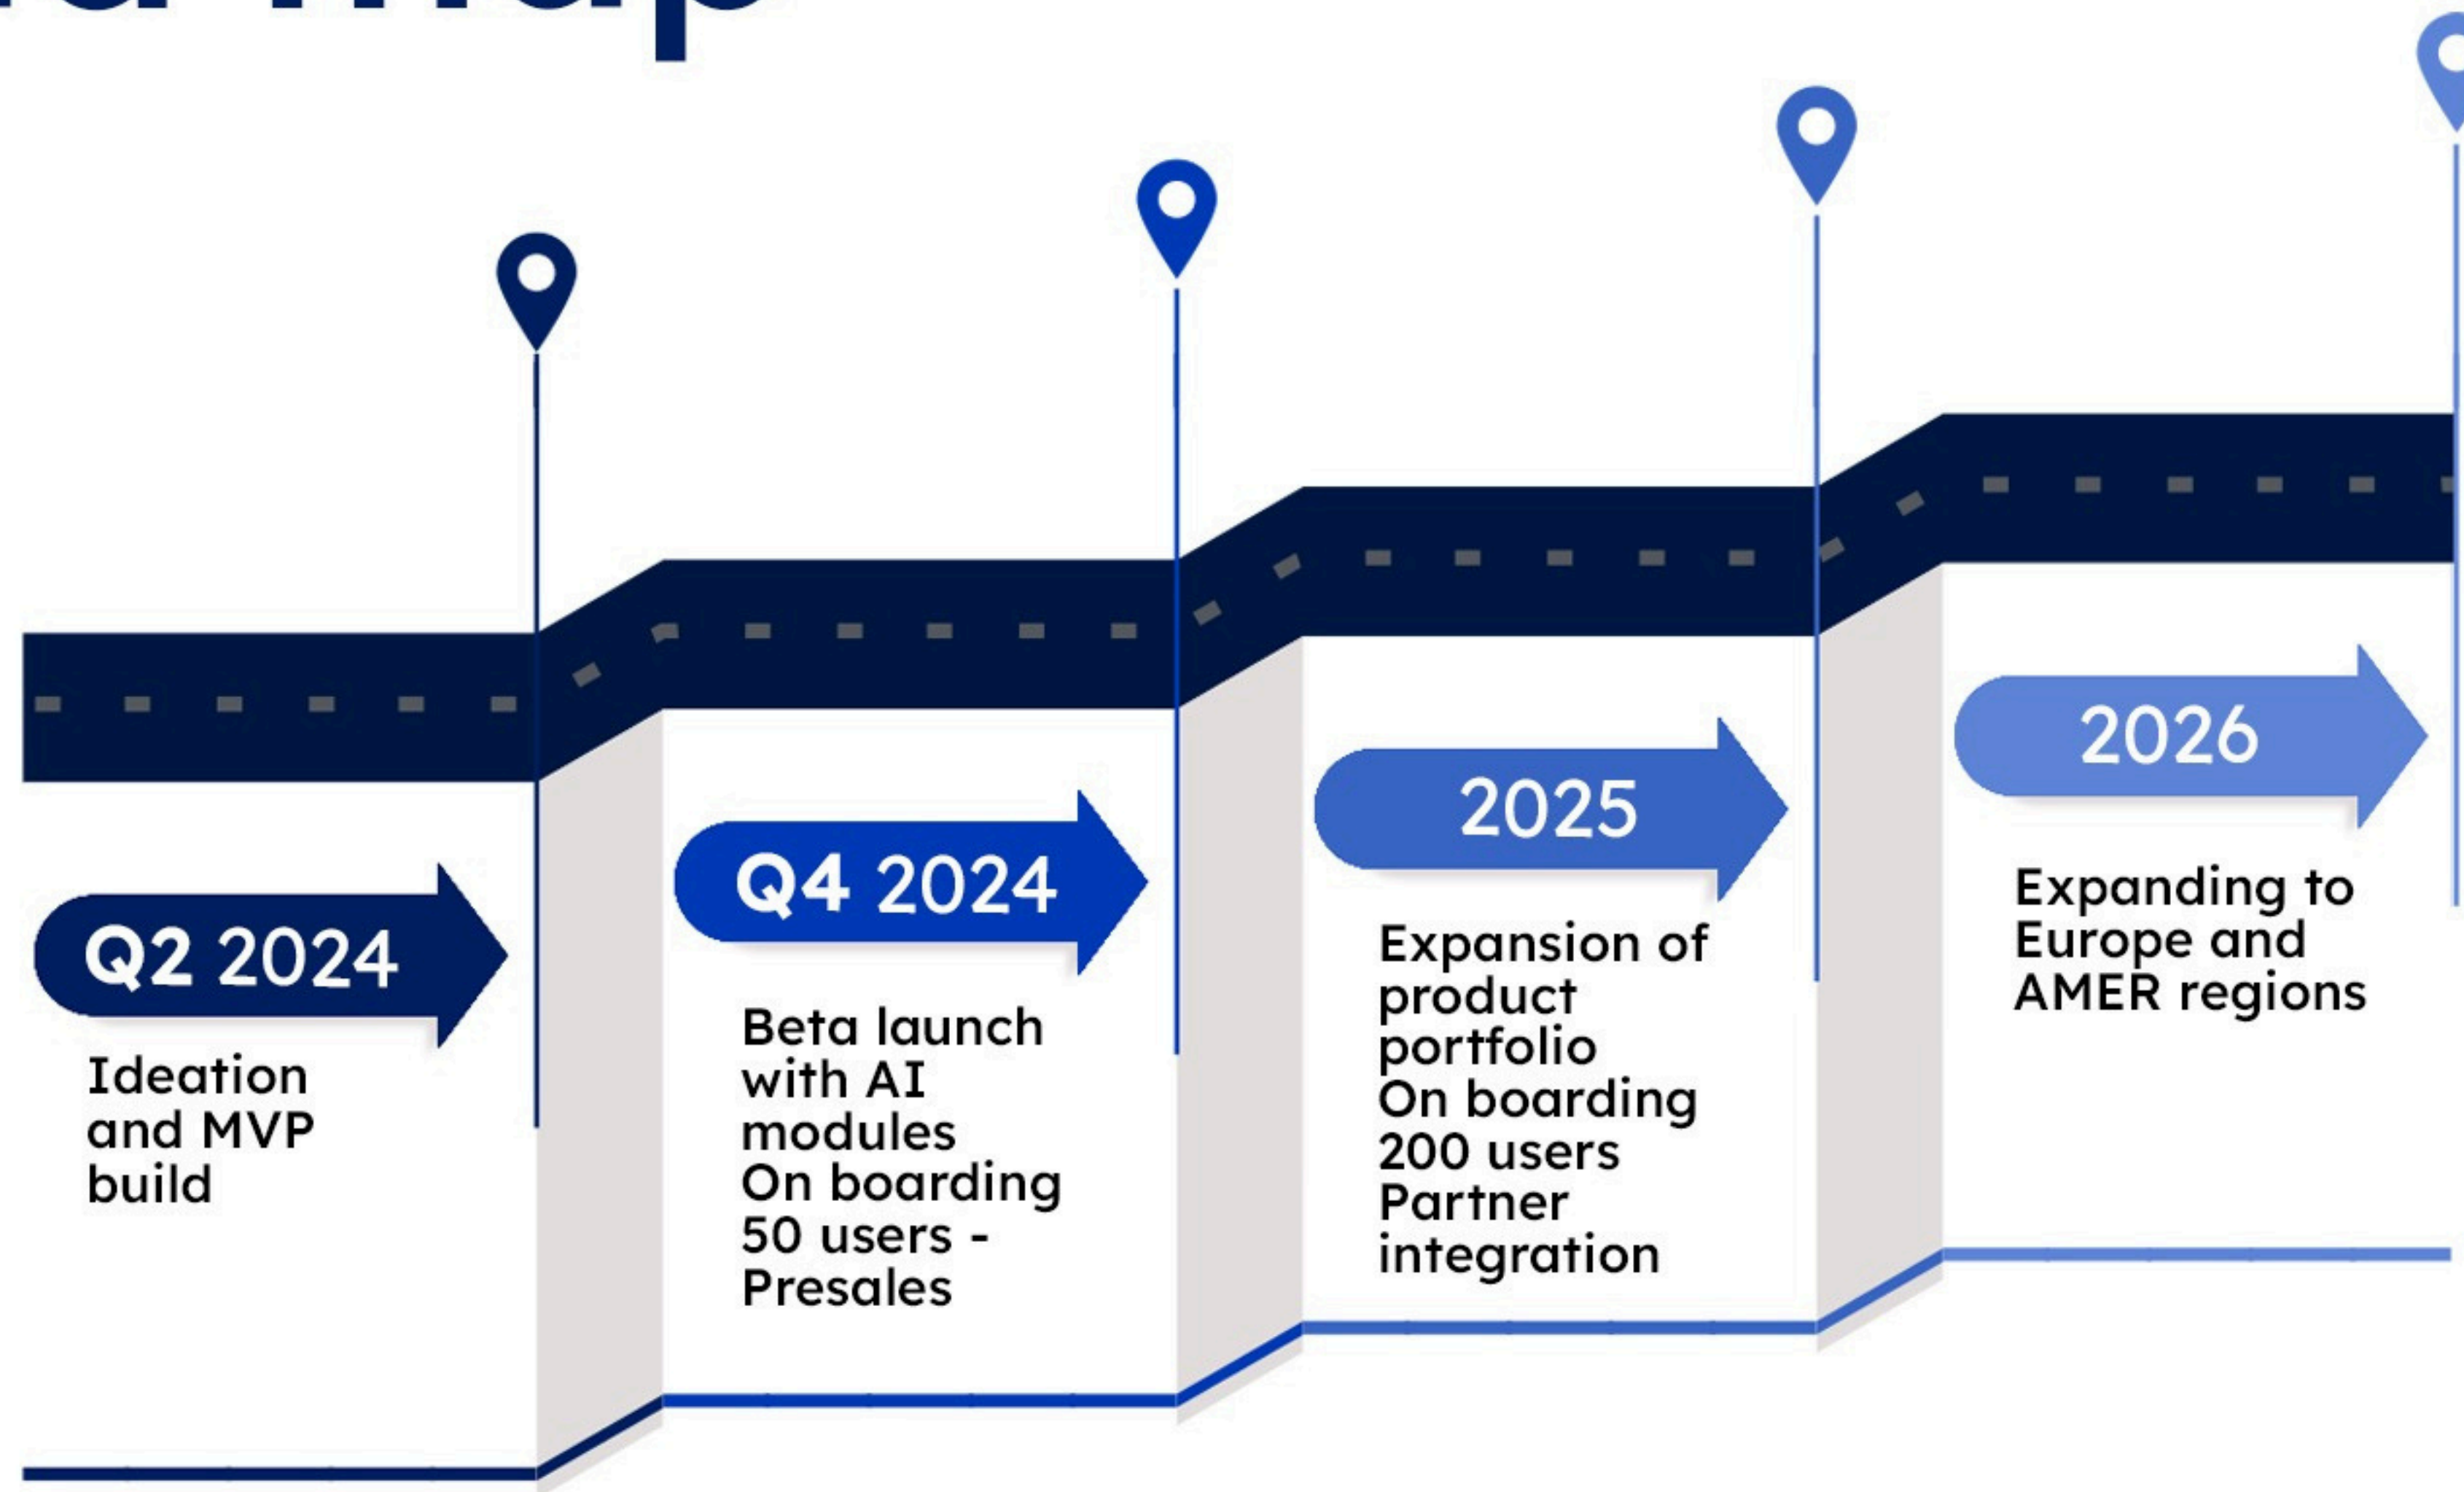 Q2 2024
Ideation
and MVP
build
Q4 2024
Beta launch
with AI
modules
On boarding
50 users -
Presales
2025
Expansion of
product
portfolio
On boarding
200 users
Partner
integration
2026
Expanding to
Europe and
AMER regions